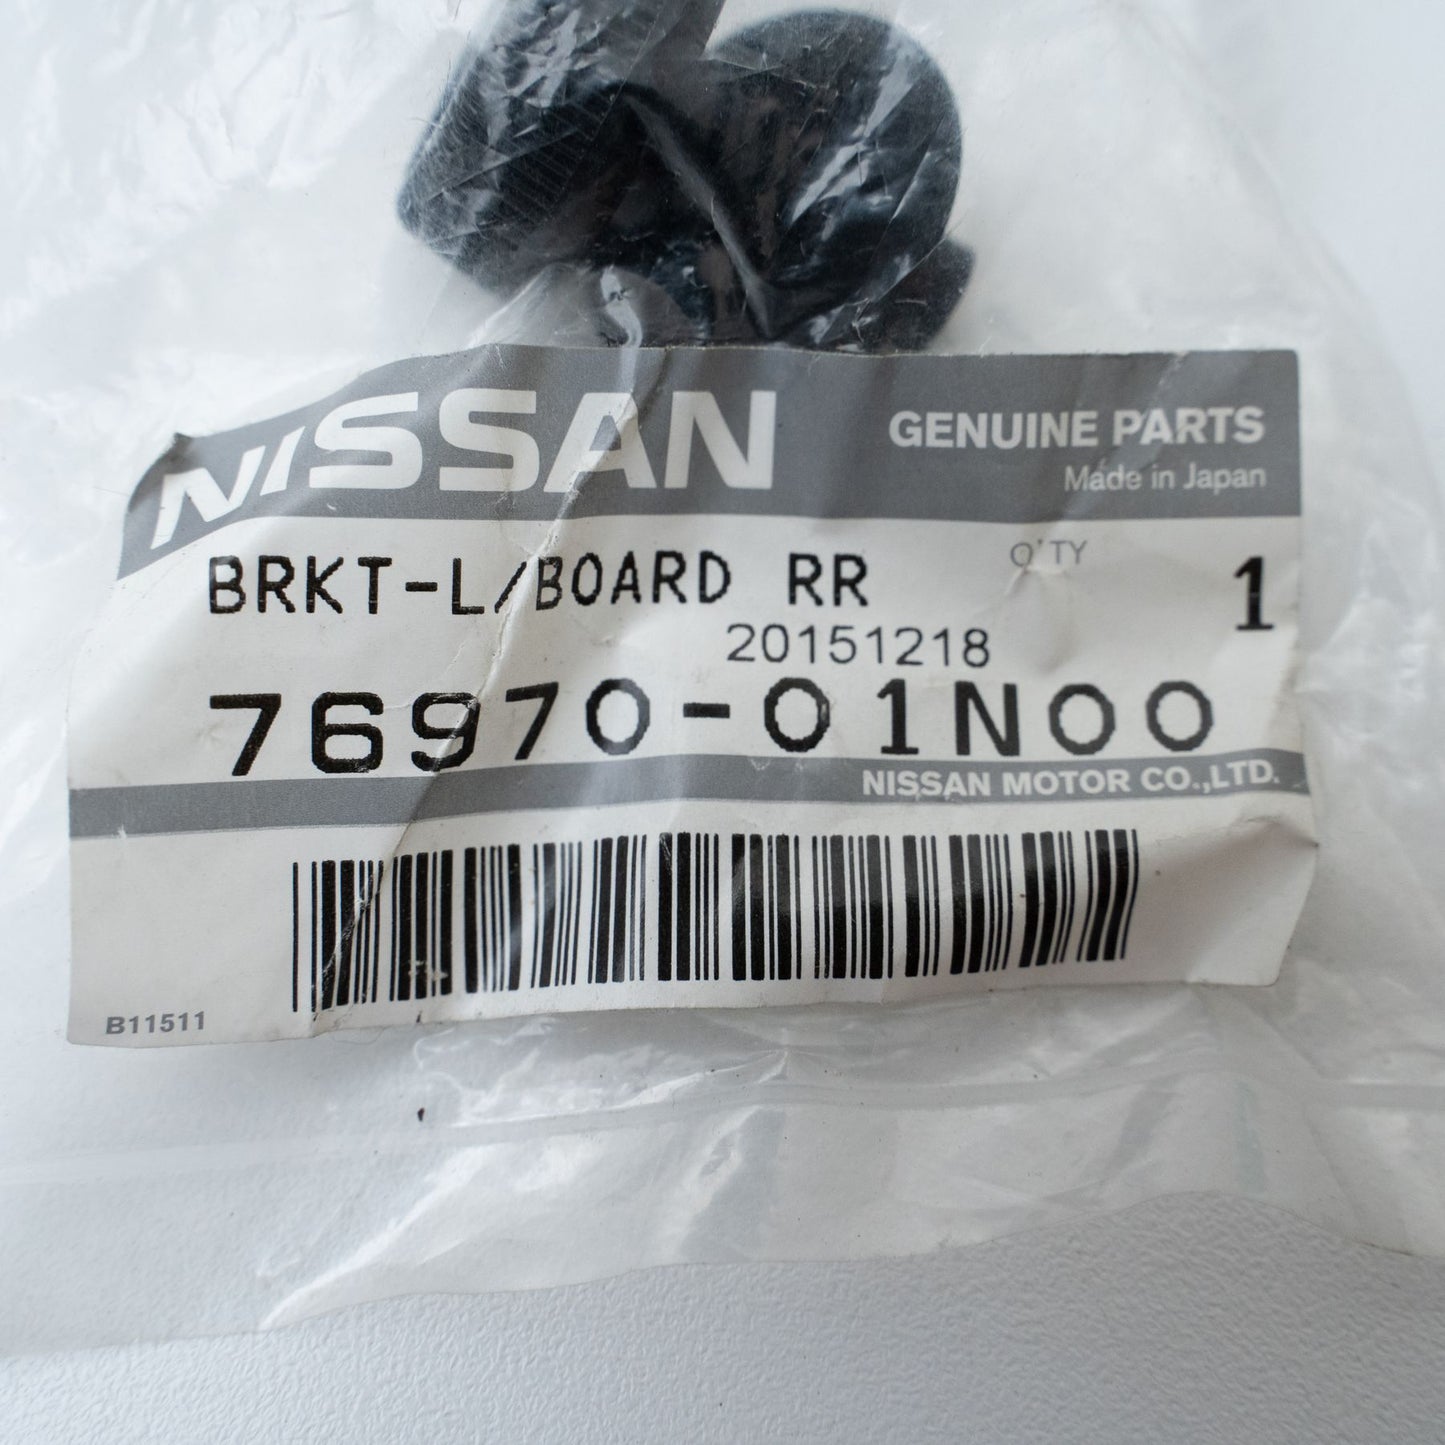 NISSAN
GENUINE PARTS
Made in Japan
BRKT-L/BOARD RR
Q'TY
1
20151218
76970-01N00
NISSAN MOTOR CO.,LTD.
B11511